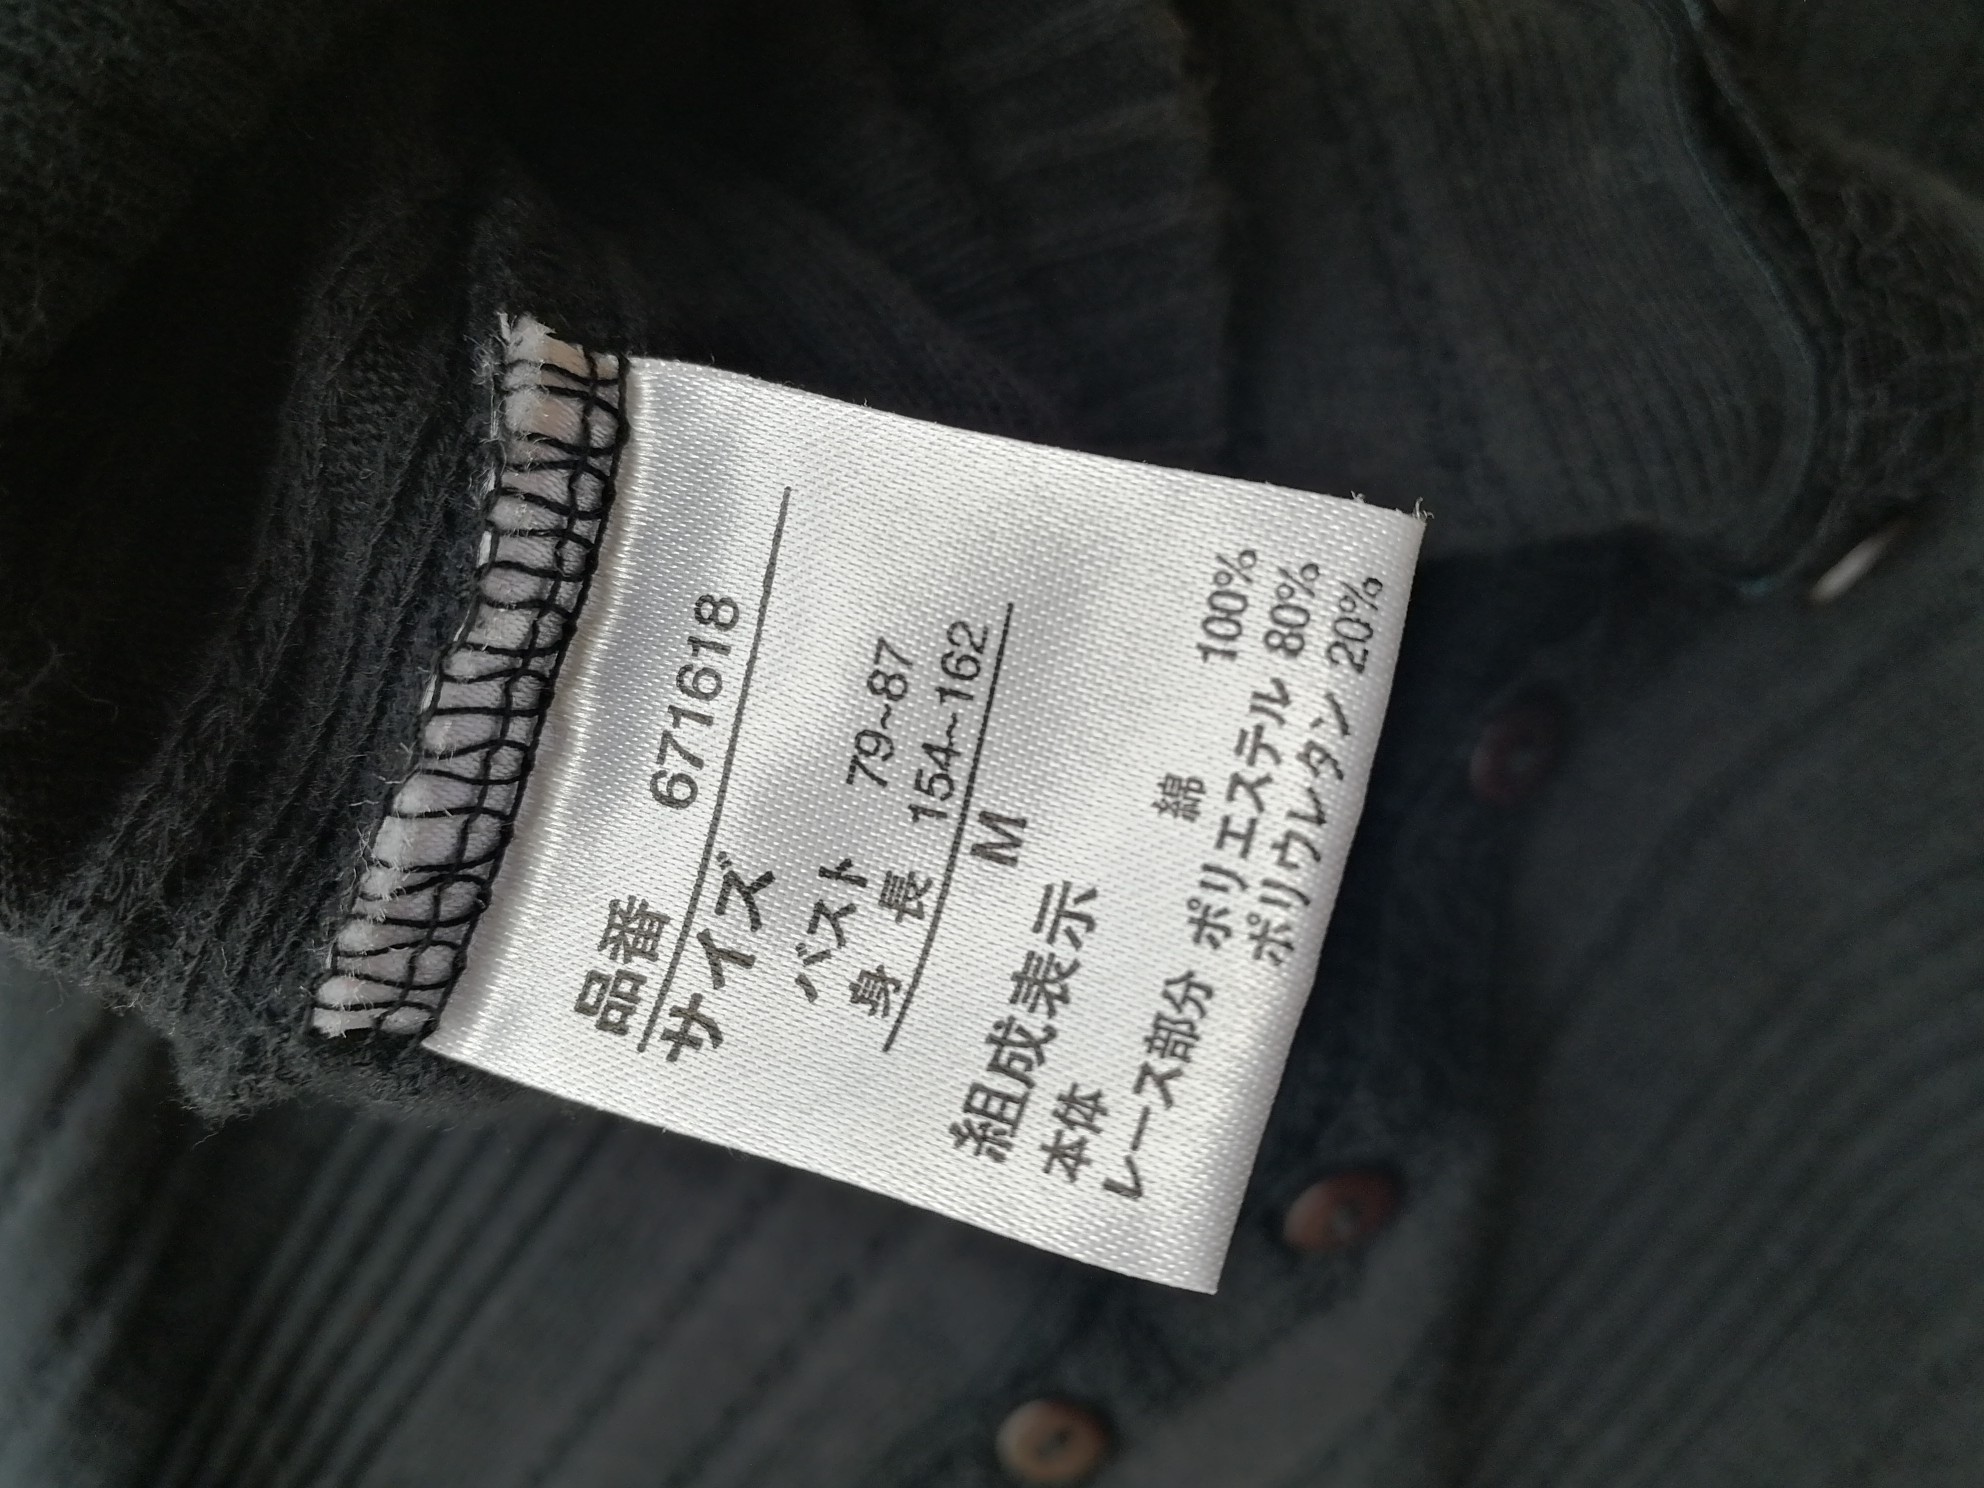 品番 671618
サイズ
バスト 79~87
身長 154~162
M
組成表示
本体 綿 100%
レース部分 ポリエステル 80%
ポリウレタン 20%